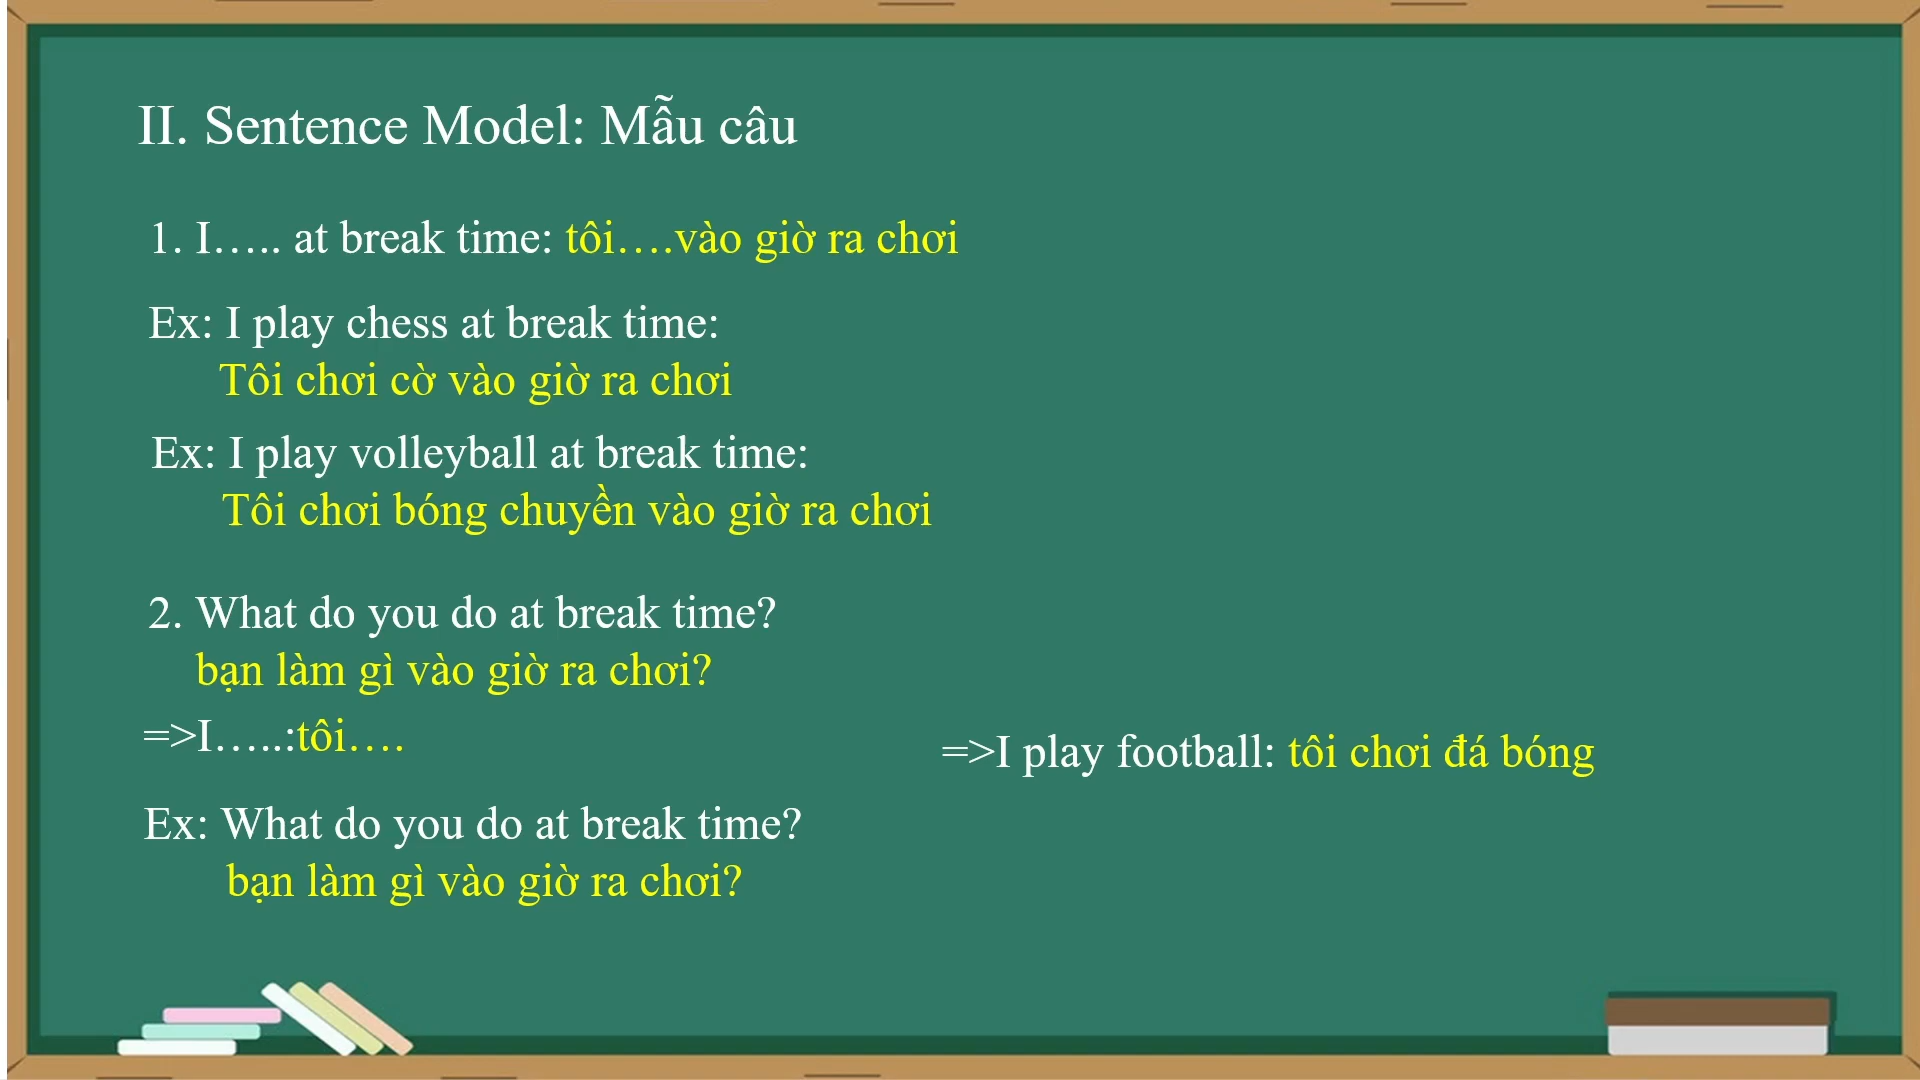 II. Sentence Model: Mẫu câu
1. I….. at break time: tôi….vào giờ ra chơi
Ex: I play chess at break time:
Tôi chơi cờ vào giờ ra chơi
Ex: I play volleyball at break time:
Tôi chơi bóng chuyền vào giờ ra chơi
2. What do you do at break time?
bạn làm gì vào giờ ra chơi?
=>I…..:tôi….
Ex: What do you do at break time?
bạn làm gì vào giờ ra chơi?
=>I play football: tôi chơi đá bóng